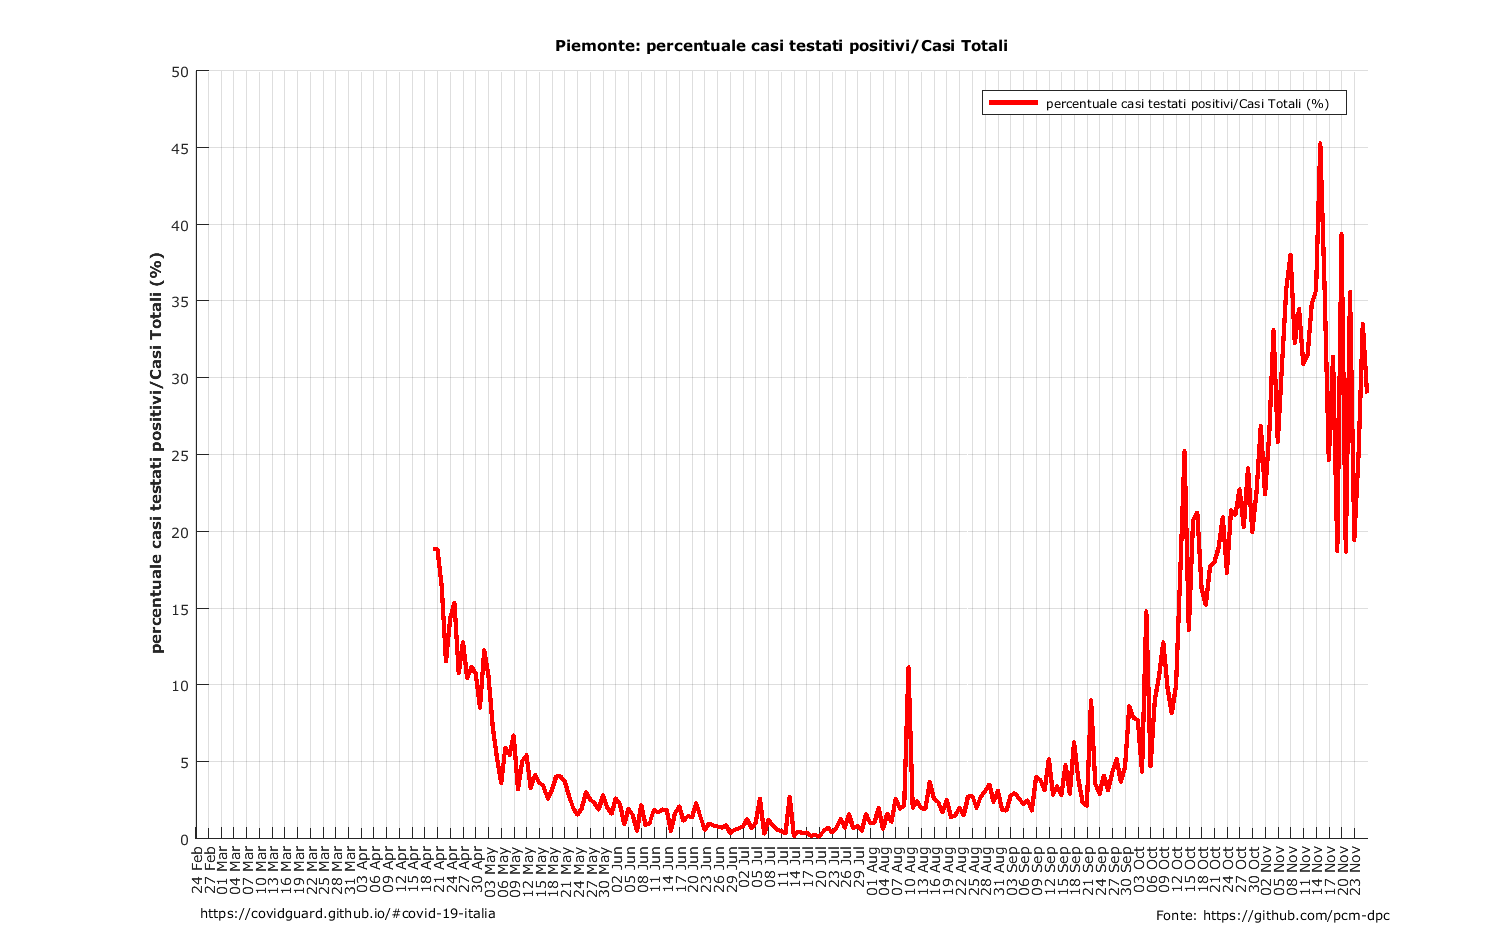 Piemonte: percentuale casi testati positivi/Casi Totali
percentuale casi testati positivi/Casi Totali (%)
percentuale casi testati positivi/Casi Totali (%)
50
45
40
35
30
25
20
15
10
5
0
24 Feb
27 Feb
01 Mar
04 Mar
07 Mar
10 Mar
13 Mar
16 Mar
19 Mar
22 Mar
25 Mar
28 Mar
31 Mar
03 Apr
06 Apr
09 Apr
12 Apr
15 Apr
18 Apr
21 Apr
24 Apr
27 Apr
30 Apr
03 May
06 May
09 May
12 May
15 May
18 May
21 May
24 May
27 May
30 May
02 Jun
05 Jun
08 Jun
11 Jun
14 Jun
17 Jun
20 Jun
23 Jun
26 Jun
29 Jun
02 Jul
05 Jul
08 Jul
11 Jul
14 Jul
17 Jul
20 Jul
23 Jul
26 Jul
29 Jul
01 Aug
04 Aug
07 Aug
10 Aug
13 Aug
16 Aug
19 Aug
22 Aug
25 Aug
28 Aug
31 Aug
03 Sep
06 Sep
09 Sep
12 Sep
15 Sep
18 Sep
21 Sep
24 Sep
27 Sep
30 Sep
03 Oct
06 Oct
09 Oct
12 Oct
15 Oct
18 Oct
21 Oct
24 Oct
27 Oct
30 Oct
02 Nov
05 Nov
08 Nov
11 Nov
14 Nov
17 Nov
20 Nov
23 Nov
https://covidguard.github.io/#covid-19-italia
Fonte: https://github.com/pcm-dpc